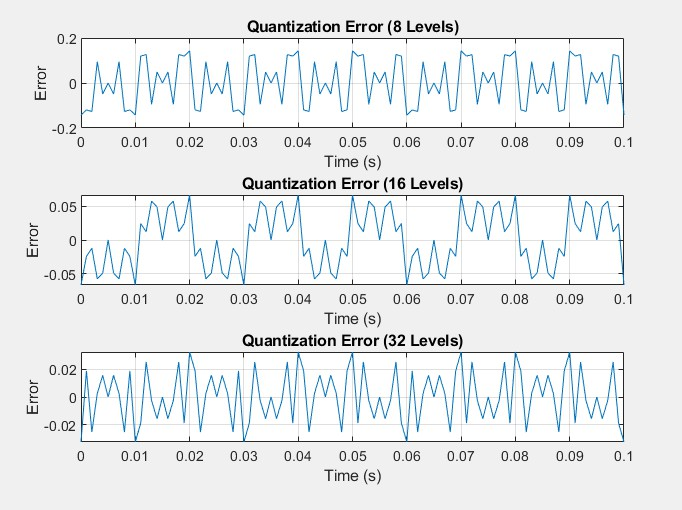 Quantization Error (8 Levels)
0.2
0
-0.2
Error
0 0.01 0.02 0.03 0.04 0.05 0.06 0.07 0.08 0.09 0.1
Time (s)
Quantization Error (16 Levels)
0.05
0
-0.05
Error
0 0.01 0.02 0.03 0.04 0.05 0.06 0.07 0.08 0.09 0.1
Time (s)
Quantization Error (32 Levels)
0.02
0
-0.02
Error
0 0.01 0.02 0.03 0.04 0.05 0.06 0.07 0.08 0.09 0.1
Time (s)